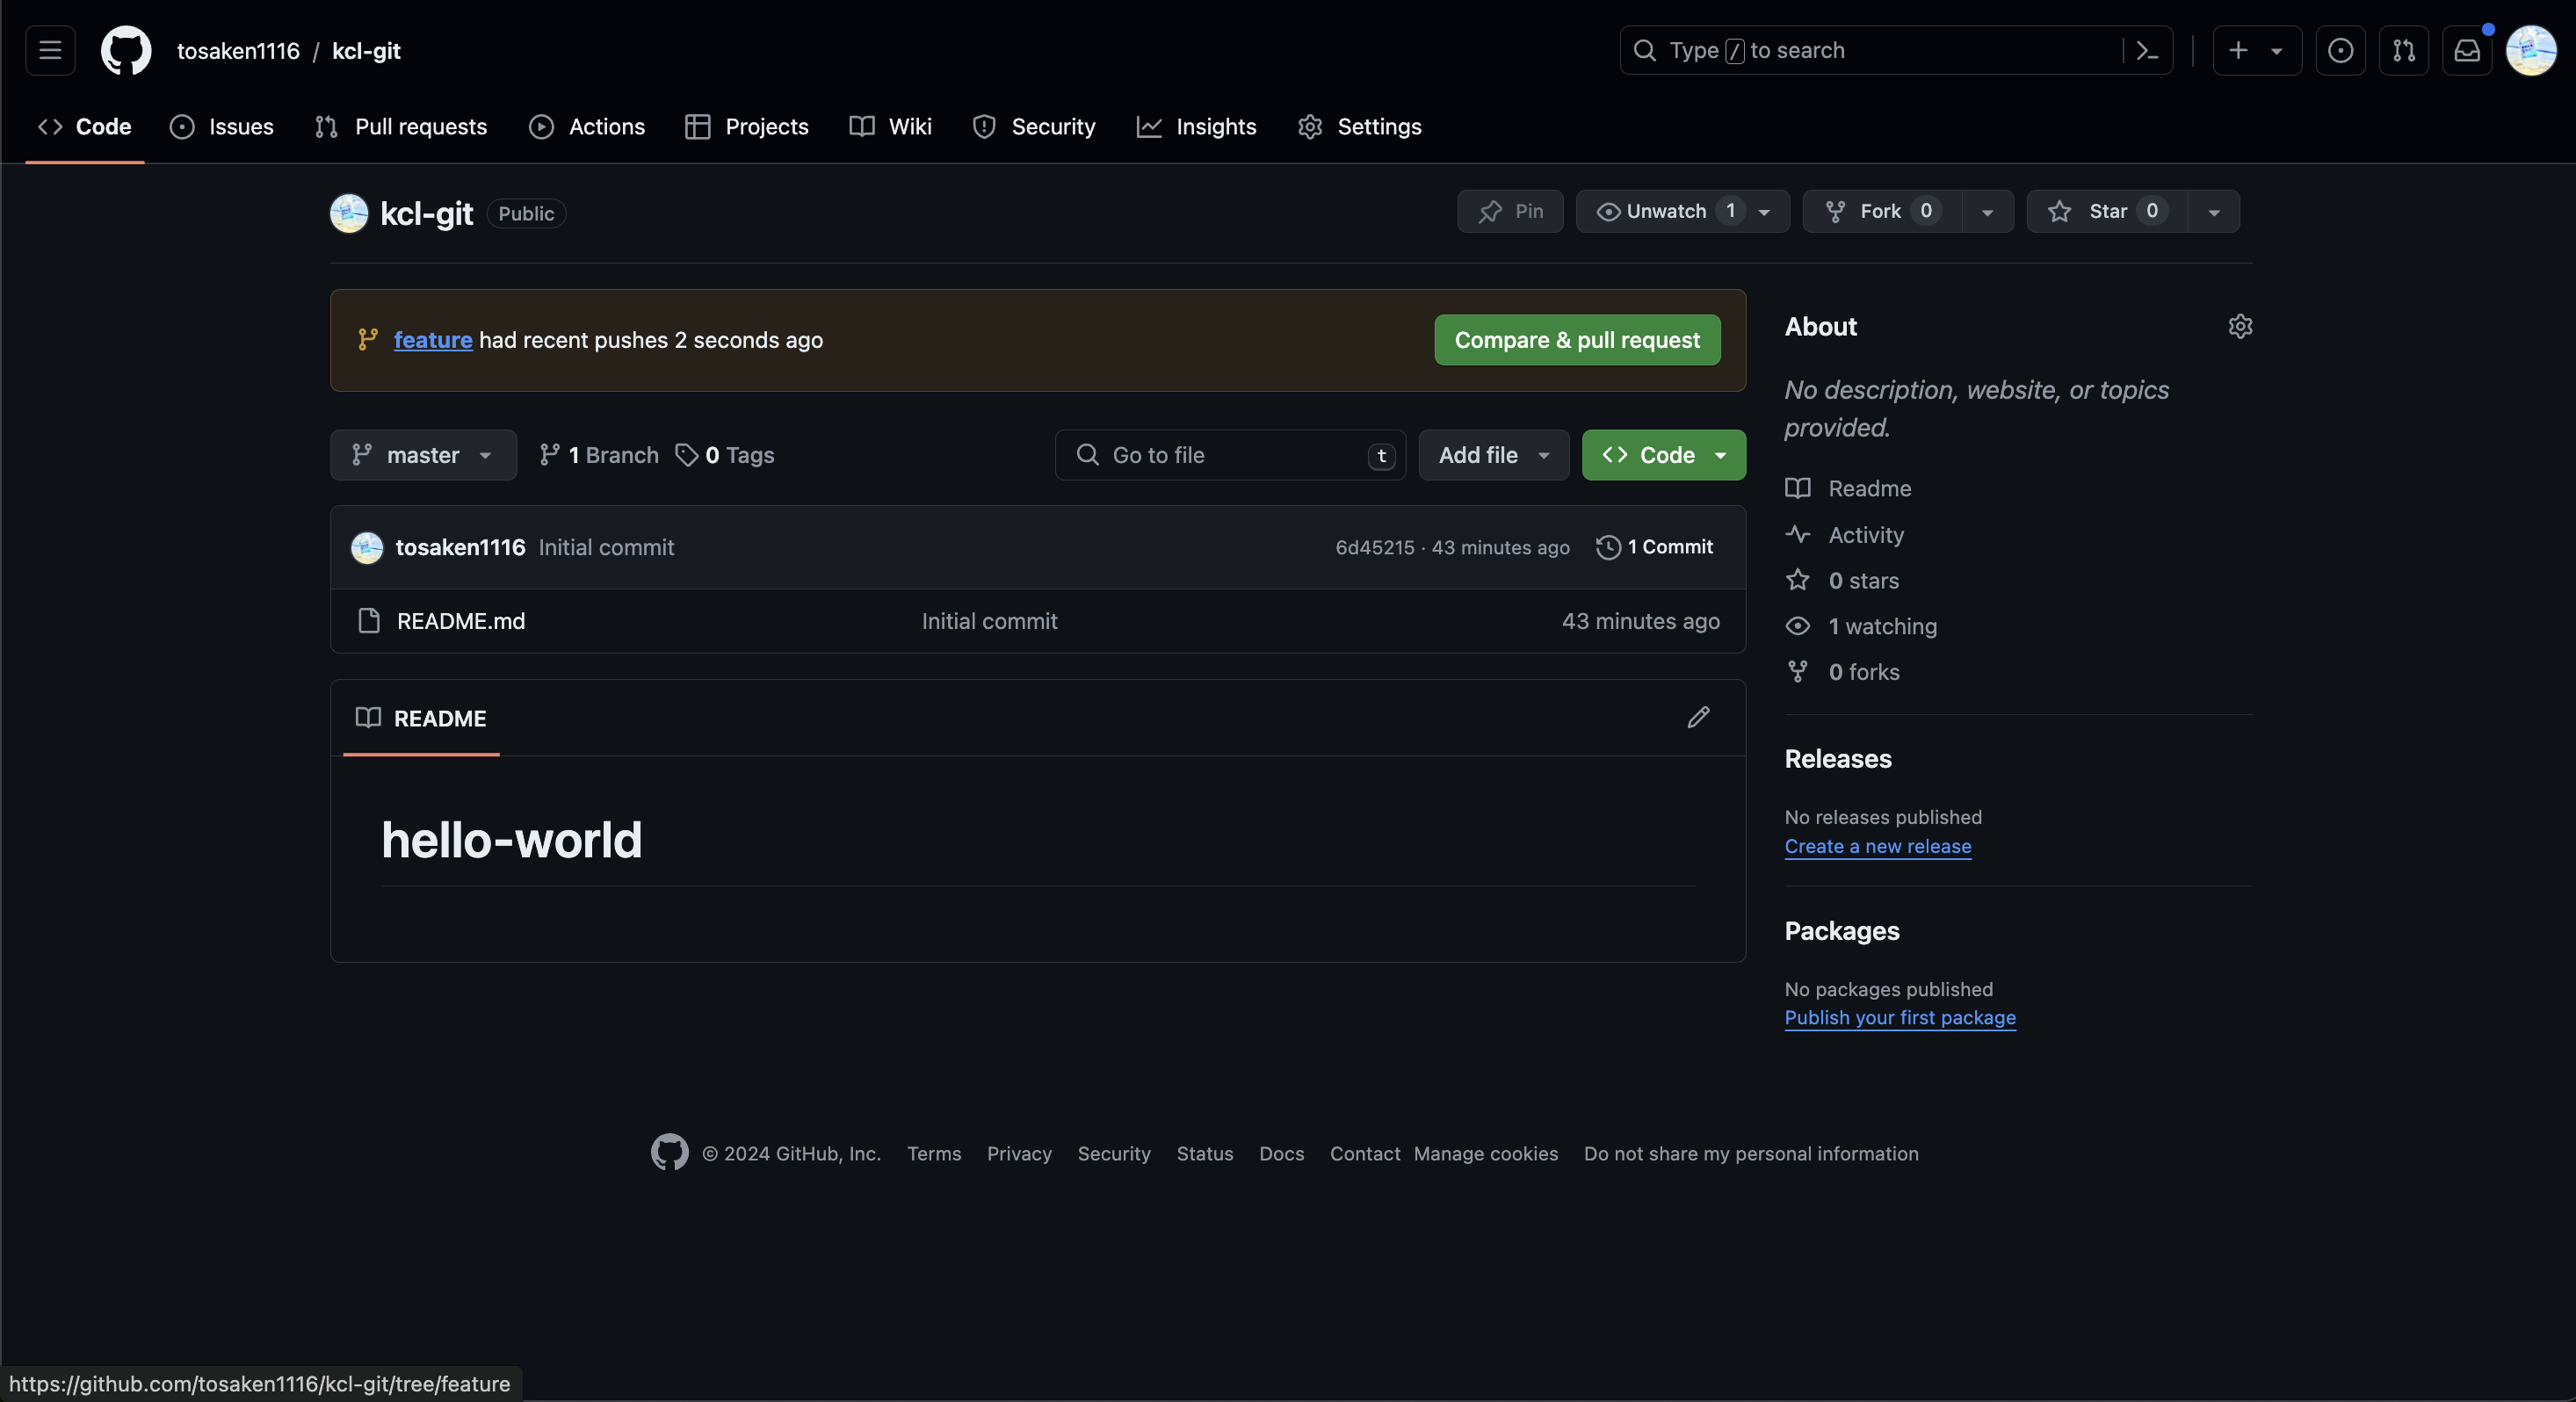 tosaken1116 / kcl-git
Type / to search
Code Issues Pull requests Actions Projects Wiki Security Insights Settings
kcl-git Public
Pin Unwatch 1 Fork 0 Star 0
feature had recent pushes 2 seconds ago
Compare & pull request
master 1 Branch 0 Tags
Go to file t
Add file
Code
tosaken1116 Initial commit
6d45215 · 43 minutes ago
1 Commit
README.md Initial commit 43 minutes ago
README
hello-world
About
No description, website, or topics
provided.
Readme
Activity
0 stars
1 watching
0 forks
Releases
No releases published
Create a new release
Packages
No packages published
Publish your first package
© 2024 GitHub, Inc. Terms Privacy Security Status Docs Contact Manage cookies Do not share my personal information
https://github.com/tosaken1116/kcl-git/tree/feature